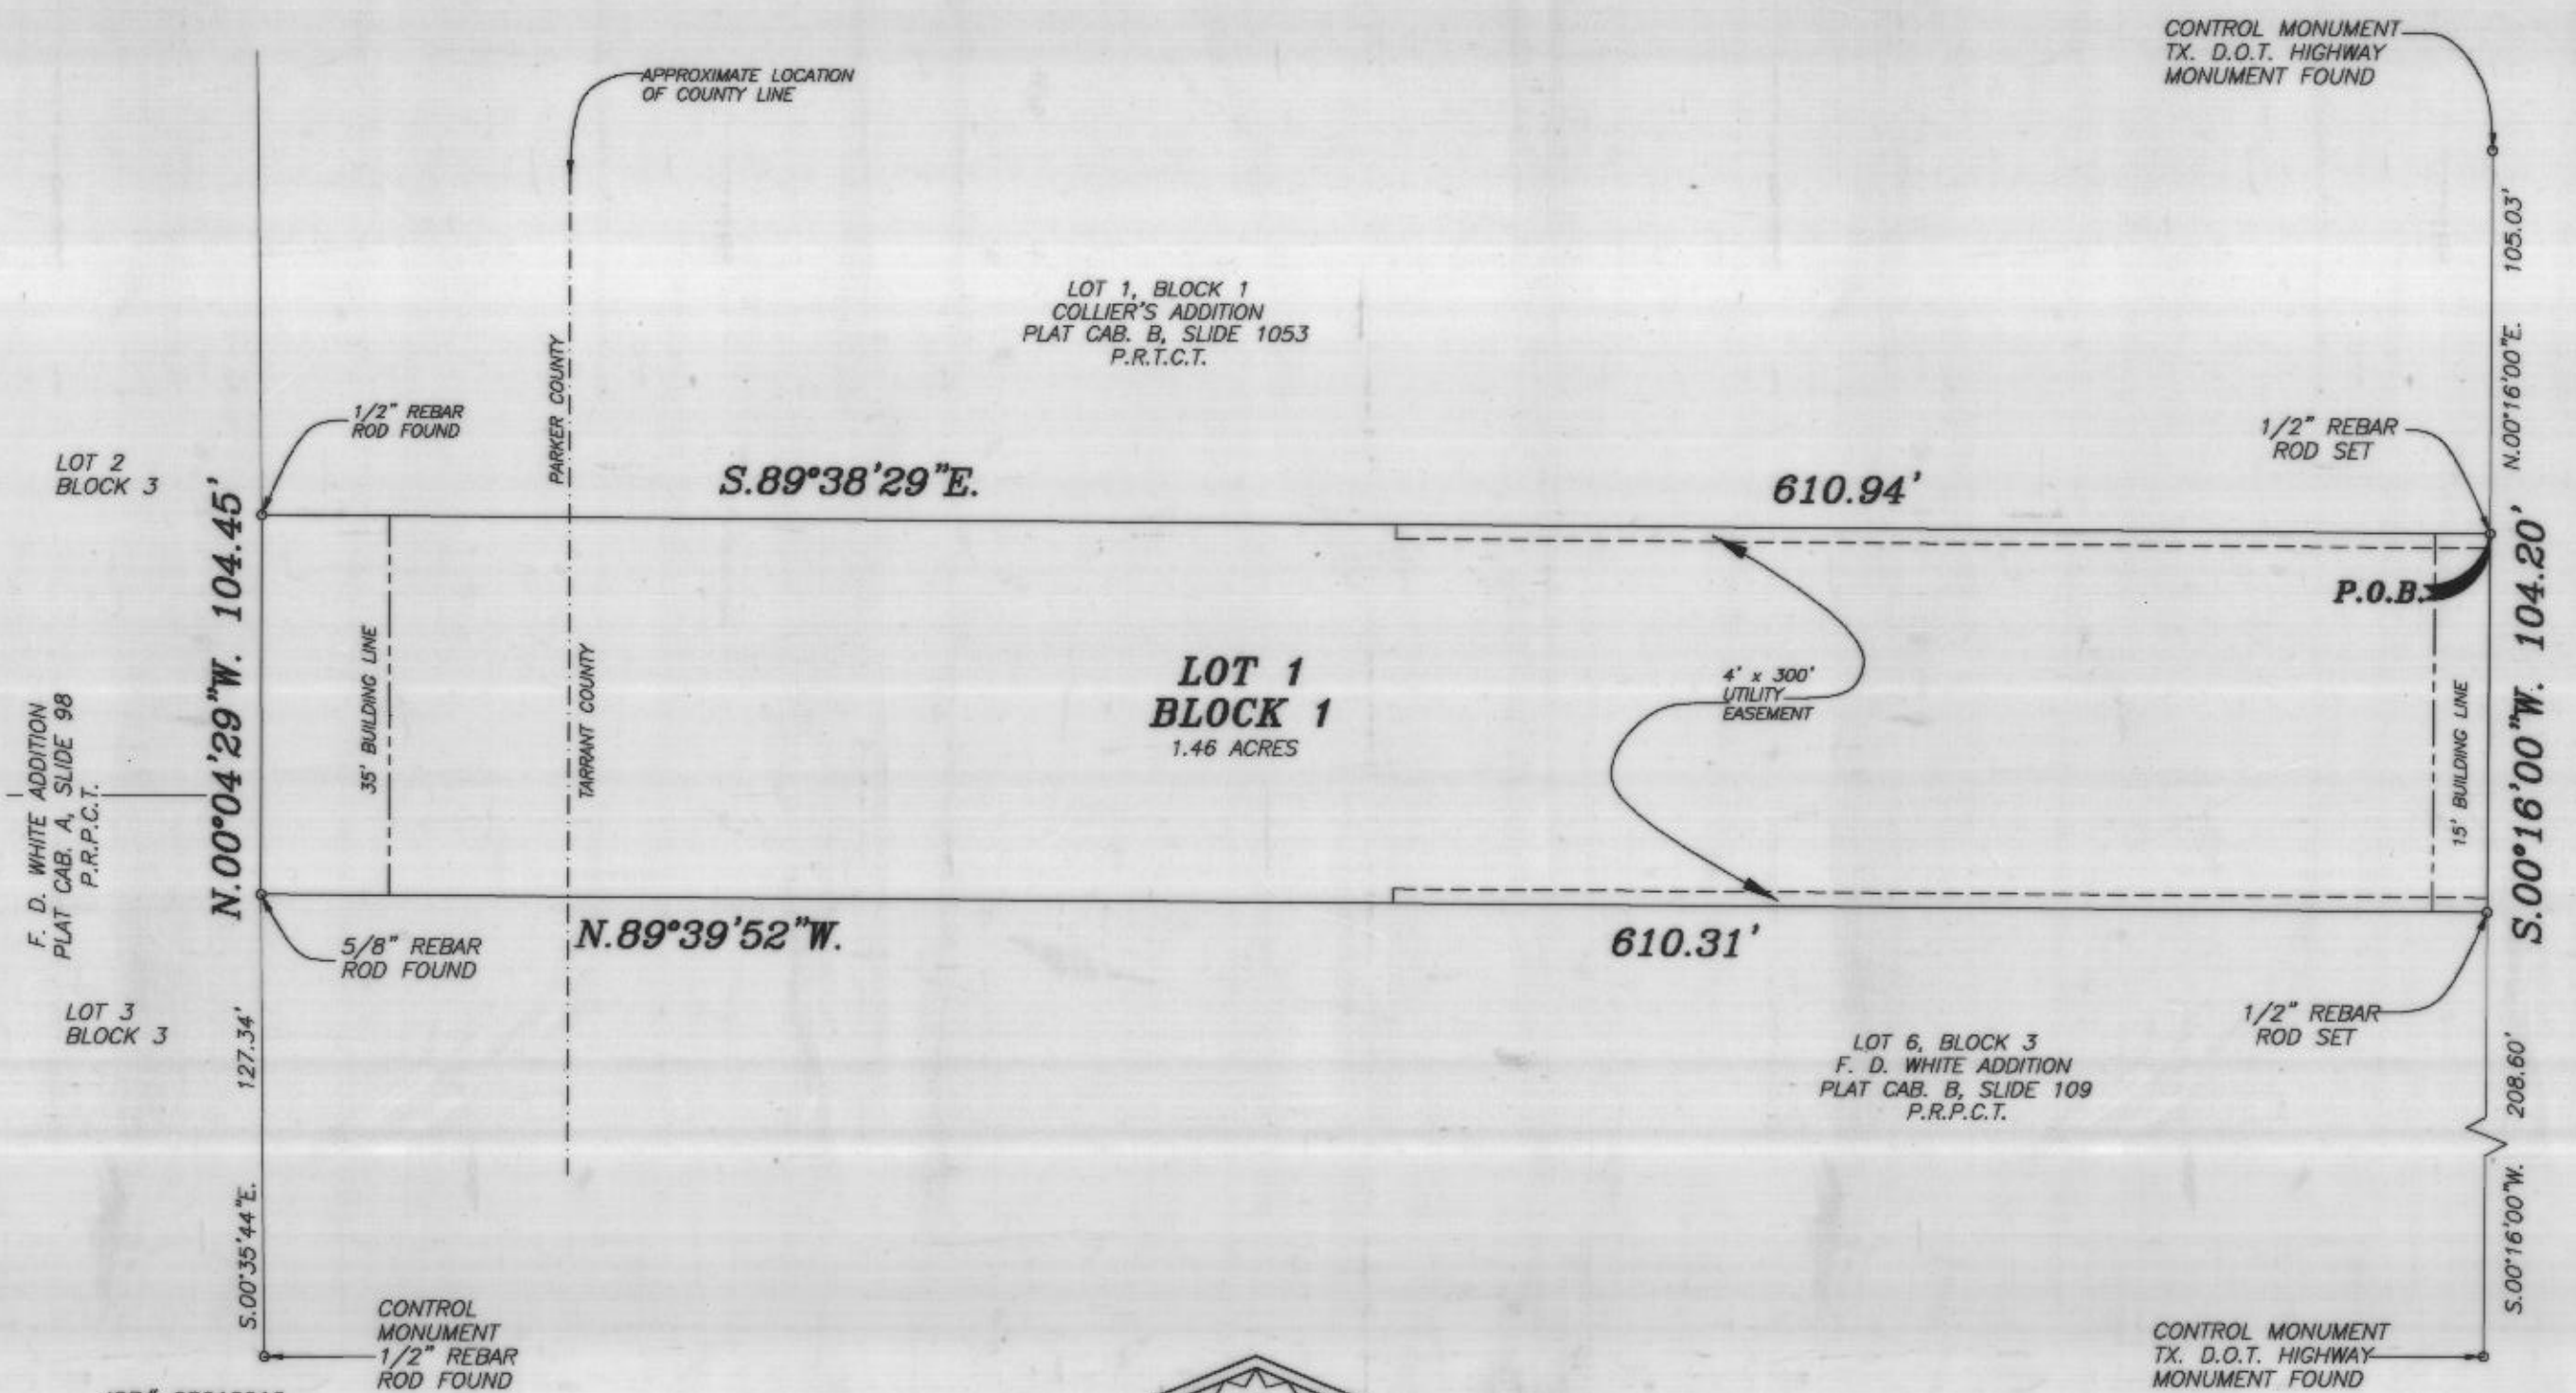 CONTROL MONUMENT
TX. D.O.T. HIGHWAY
MONUMENT FOUND
APPROXIMATE LOCATION
OF COUNTY LINE
105.03'
N.00°16'00"E.
LOT 1, BLOCK 1
COLLIER'S ADDITION
PLAT CAB. B, SLIDE 1053
P.R.T.C.T.
PARKER COUNTY
1/2" REBAR
ROD FOUND
1/2" REBAR
ROD SET
LOT 2
BLOCK 3
S.89°38'29"E.
610.94'
N.00°04'29"W. 104.45'
P.O.B.
S.00°16'00"W. 104.20'
35' BUILDING LINE
TARRANT COUNTY
LOT 1
BLOCK 1
1.46 ACRES
4' x 300'
UTILITY
EASEMENT
15' BUILDING LINE
F. D. WHITE ADDITION
PLAT CAB. A, SLIDE 98
P.R.P.C.T.
N.89°39'52"W.
610.31'
5/8" REBAR
ROD FOUND
LOT 3
BLOCK 3
127.34'
S.00°35'44"E.
1/2" REBAR
ROD SET
LOT 6, BLOCK 3
F. D. WHITE ADDITION
PLAT CAB. B, SLIDE 109
P.R.P.C.T.
208.60'
S.00°16'00"W.
CONTROL
MONUMENT
1/2" REBAR
ROD FOUND
CONTROL MONUMENT
TX. D.O.T. HIGHWAY
MONUMENT FOUND